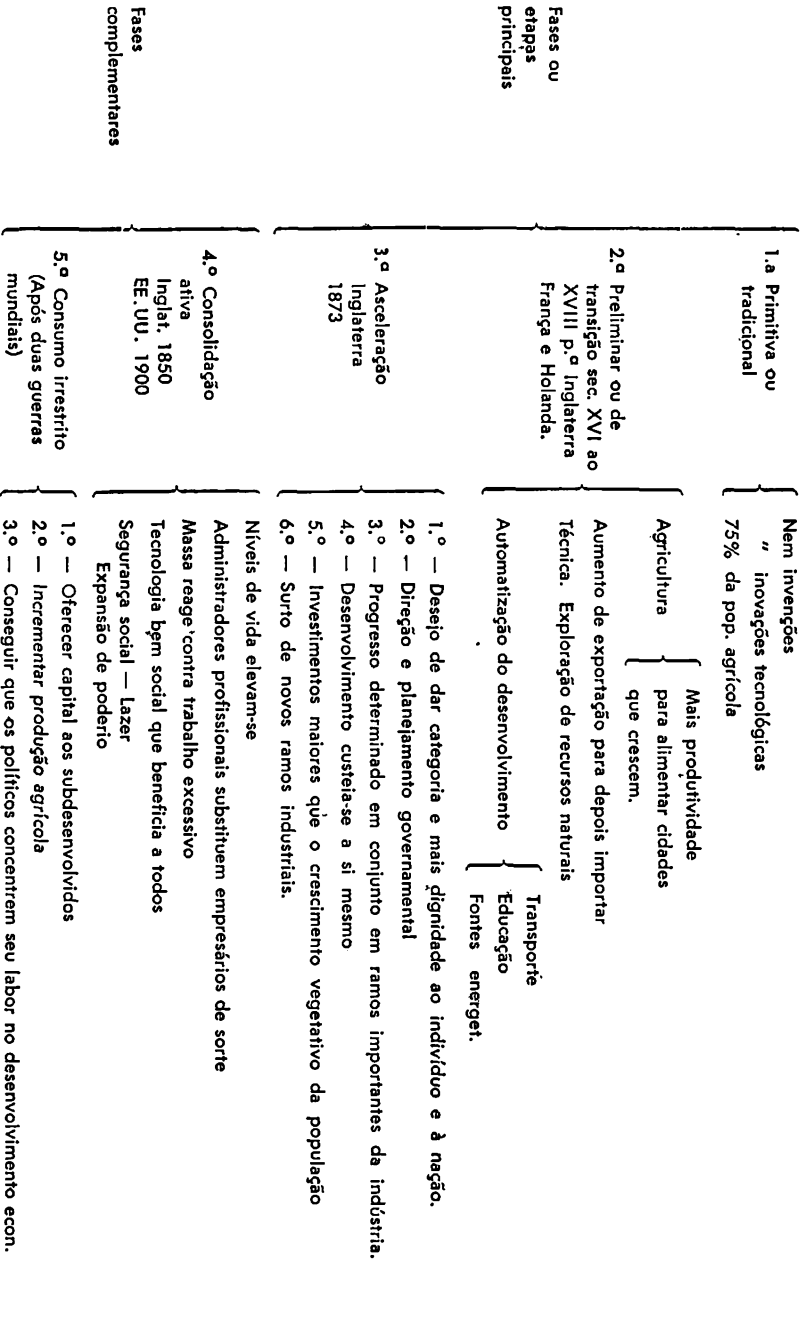 Fases ou
etapas
principais
1.a Primitiva ou
tradicional
Nem invenções
" inovações tecnológicas
75% da pop. agrícola
2.ª Preliminar ou de
transição sec. XVI ao
XVIII p.ª Inglaterra
França e Holanda.
Agricultura
Mais produtividade
para alimentar cidades
que crescem.
Aumento de exportação para depois importar
Técnica. Exploração de recursos naturais
Automatização do desenvolvimento
Transporte
Educação
Fontes energet.
3.ª Asceleração
Inglaterra
1873
1.º — Desejo de dar categoria e mais dignidade ao indivíduo e à nação.
2.º — Direção e planejamento governamental
3.º — Progresso determinado em conjunto em ramos importantes da indústria.
4.º — Desenvolvimento custeia-se a si mesmo
5.º — Investimentos maiores que o crescimento vegetativo da população
6.º — Surto de novos ramos industriais.
Fases
complementares
4.º Consolidação
ativa
Inglat. 1850
EE.UU. 1900
Níveis de vida elevam-se
Administradores profissionais substituem empresários de sorte
Massa reage contra trabalho excessivo
Tecnologia bem social que beneficia a todos
Segurança social — Lazer
Expansão de poderio
5.º Consumo irrestrito
(Após duas guerras
mundiais)
1.º — Oferecer capital aos subdesenvolvidos
2.º — Incrementar produção agrícola
3.º — Conseguir que os políticos concentrem seu labor no desenvolvimento econ.